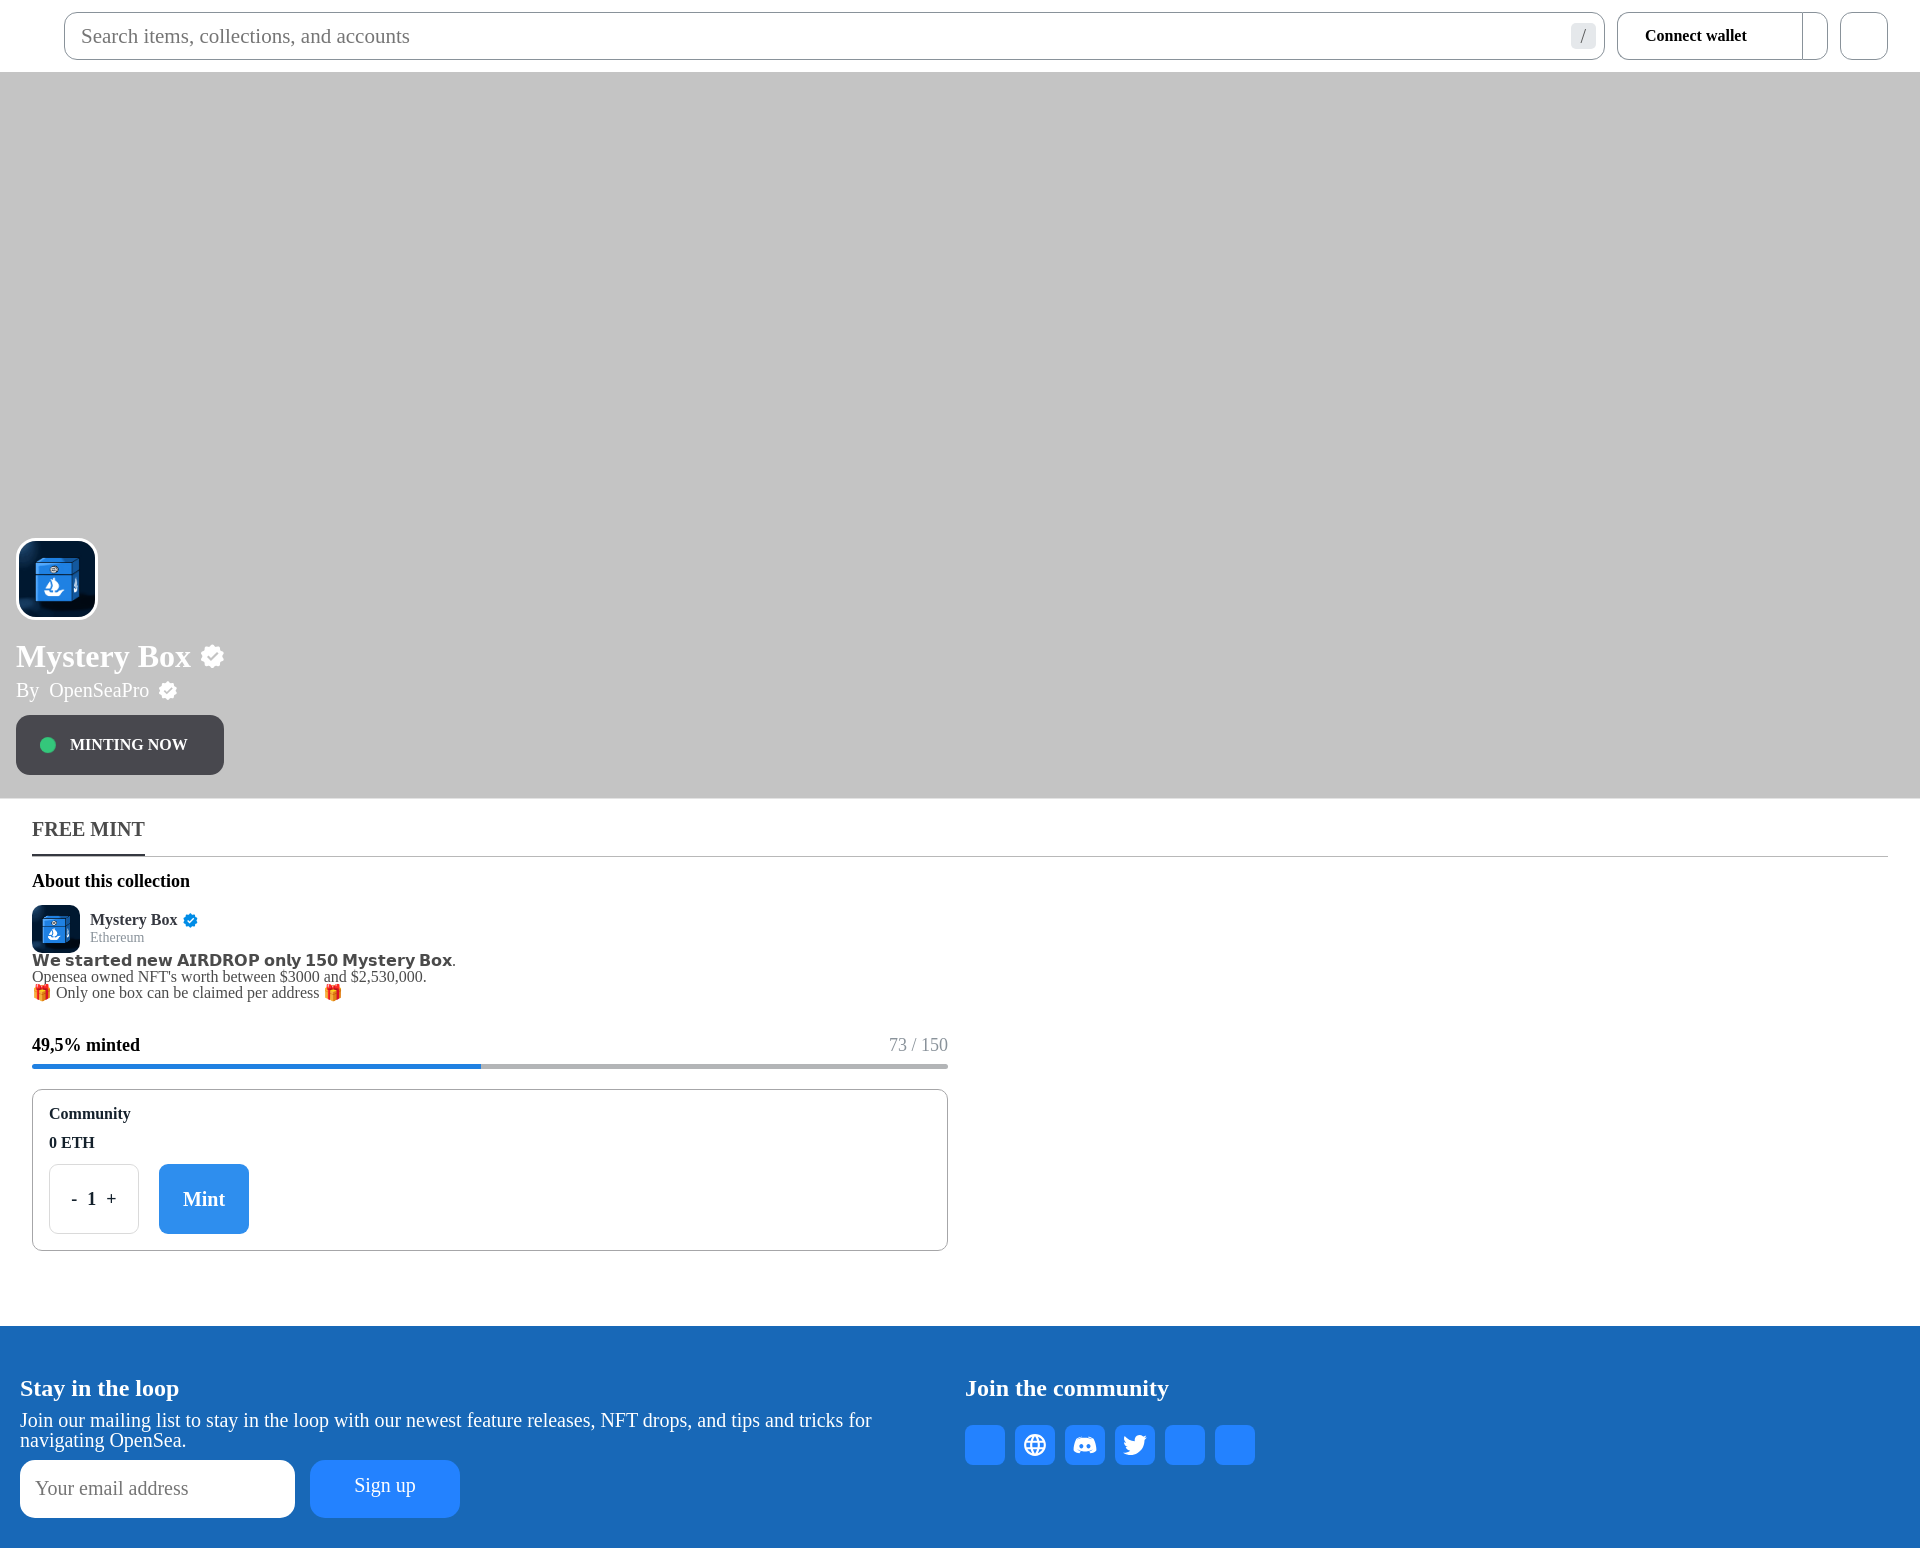 Search items, collections, and accounts
/
Connect wallet
Mystery Box
By OpenSeaPro
MINTING NOW
FREE MINT
About this collection
Mystery Box
Ethereum
We started new AIRDROP only 150 Mystery Box.
Opensea owned NFT's worth between $3000 and $2,530,000.
🎁 Only one box can be claimed per address 🎁
49,5% minted
73 / 150
Community
0 ETH
- 1 +
Mint
Stay in the loop
Join our mailing list to stay in the loop with our newest feature releases, NFT drops, and tips and tricks for
navigating OpenSea.
Your email address
Sign up
Join the community